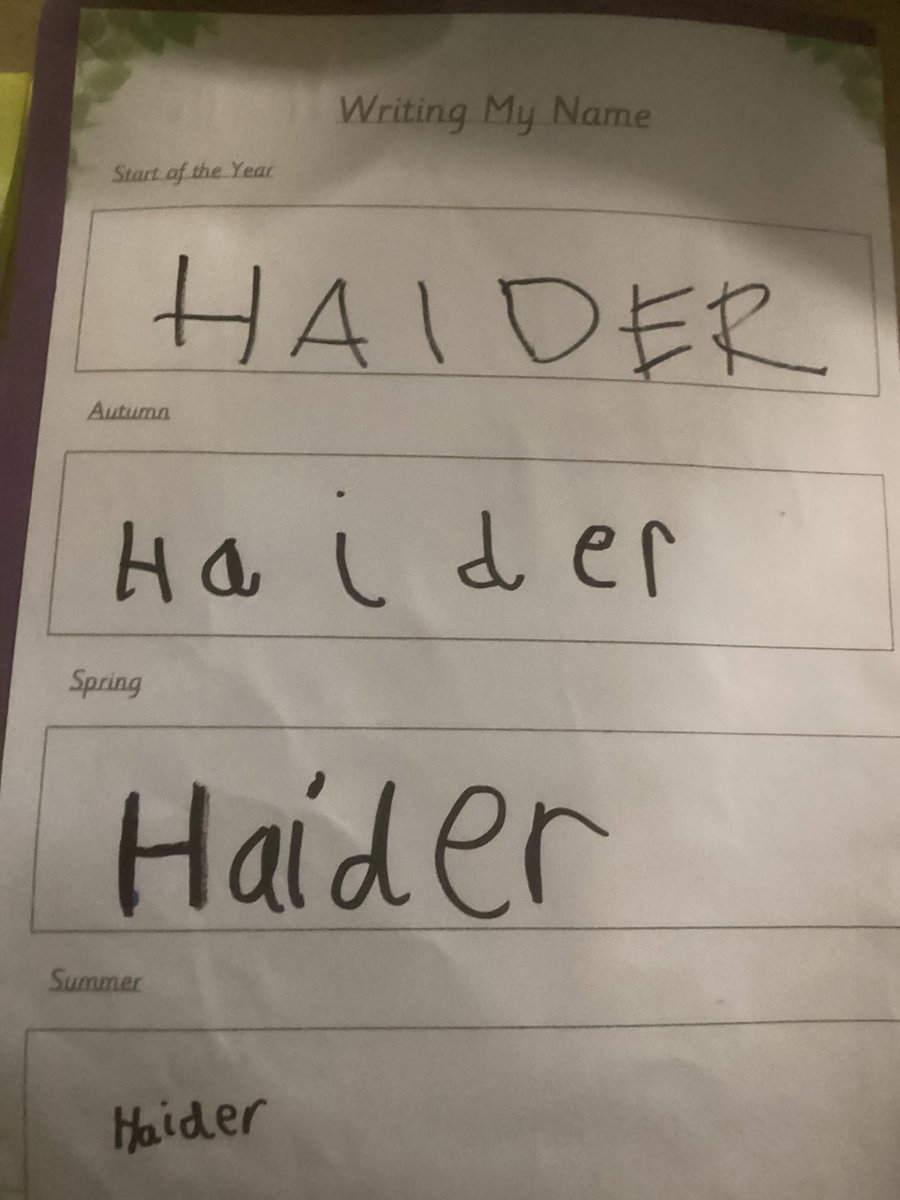 Writing My Name
Start of the Year
HAIDER
Autumn
Haider
Spring
Haider
Summer
Haider